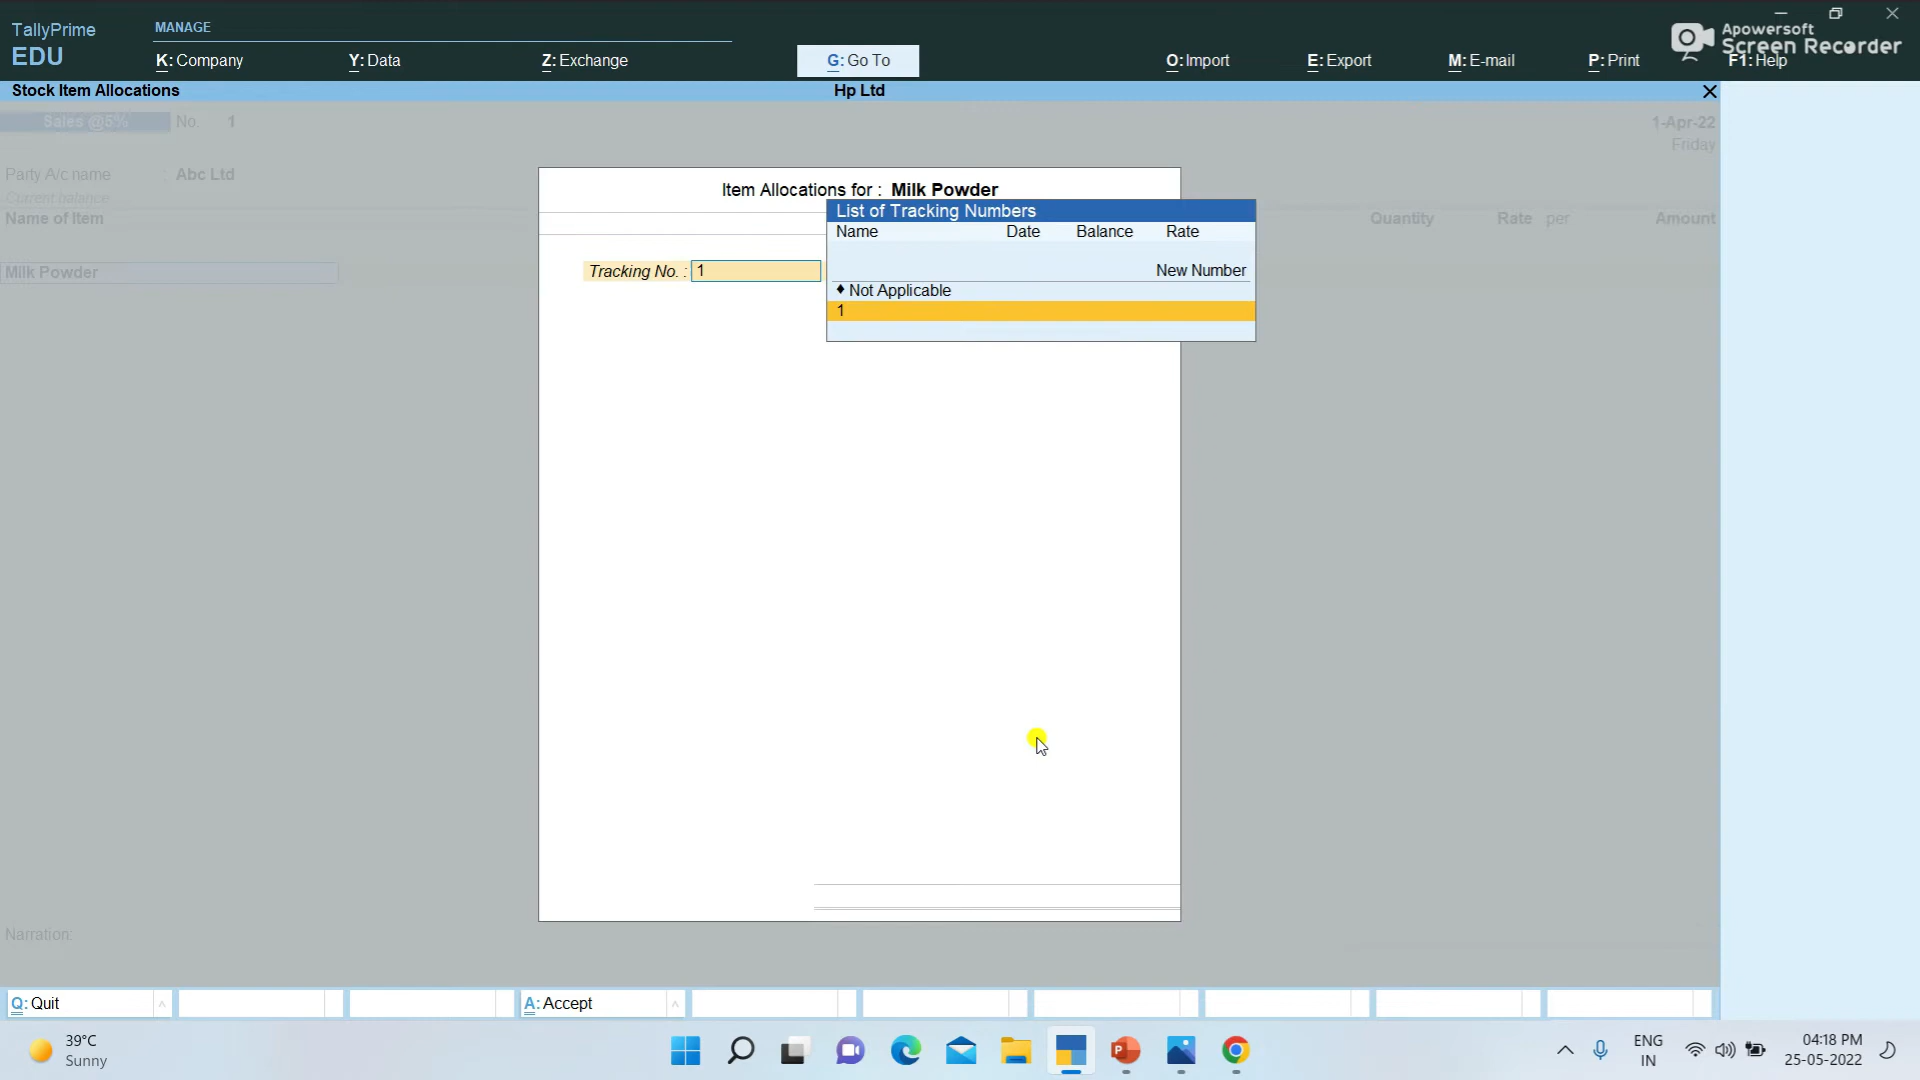 TallyPrime
EDU
MANAGE
K: Company
Y: Data
Z: Exchange
G: Go To
O: Import
E: Export
M: E-mail
P: Print
F1: Help
Apowersoft
Screen Recorder
Stock Item Allocations
Hp Ltd
Sales @5%
No. 1
1-Apr-22
Friday
Party A/c name : Abc Ltd
Current balance
Name of Item
Quantity Rate per Amount
Milk Powder
Item Allocations for : Milk Powder
List of Tracking Numbers
Name Date Balance Rate
New Number
♦ Not Applicable
1
Tracking No. : 1
Narration:
Q: Quit
A: Accept
39°C
Sunny
ENG
IN
04:18 PM
25-05-2022